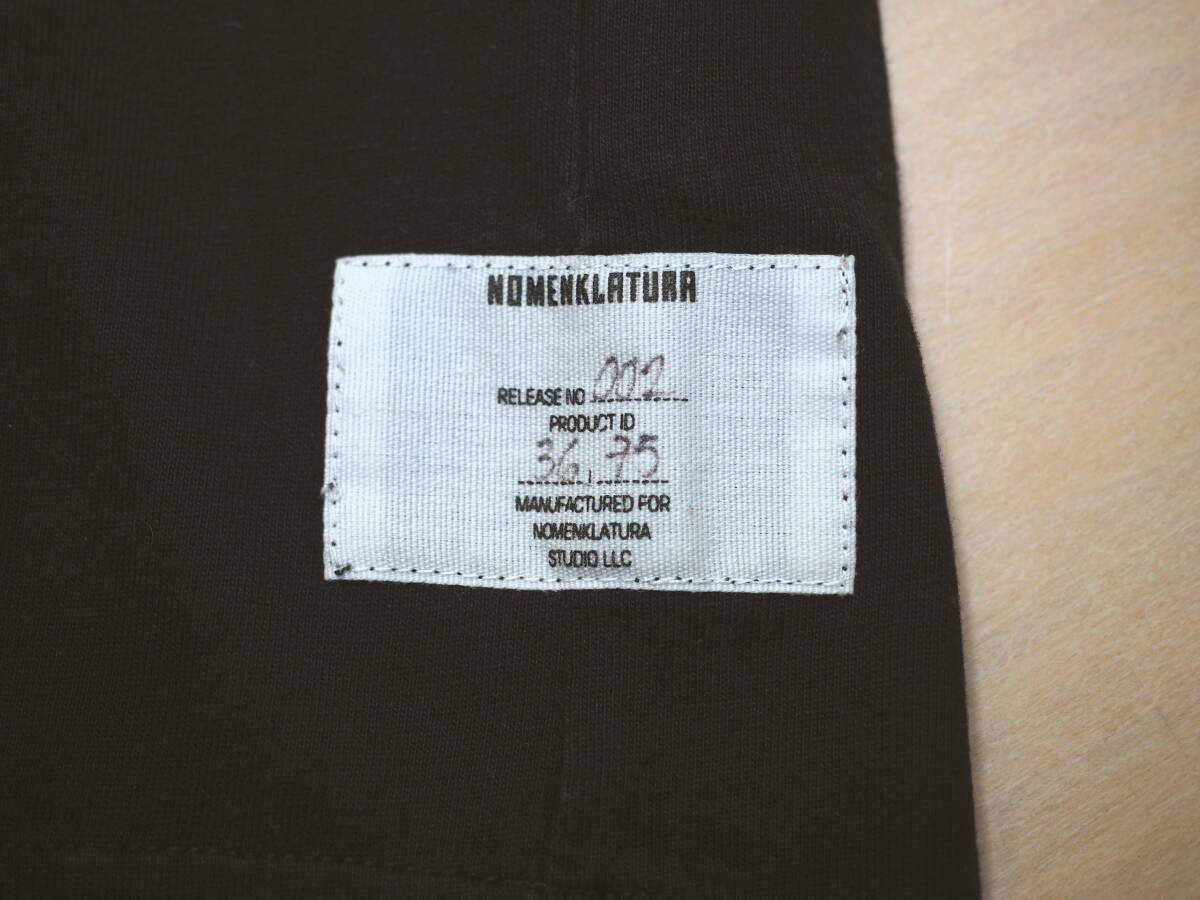 NOMENKLATURA
RELEASE NO 002
PRODUCT ID
36 75
MANUFACTURED FOR
NOMENKLATURA
STUDIO LLC